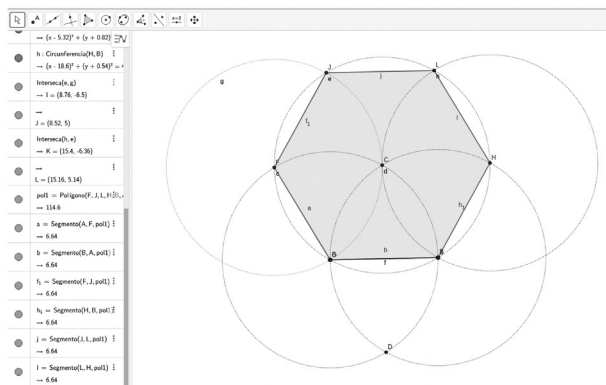 → (x - 5.32)² + (y + 0.82)
h : Circunferencia(H, B)
→ (x - 18.6)² + (y + 0.54)² =
Interseca(e, g)
→ I = (8.76, -6.5)
J = (8.52, 5)
Interseca(h, e)
→ K = (15.4, -6.36)
L = (15.16, 5.14)
pol1 = Polígono(F, J, L, H, B,
→ 114.6
a = Segmento(A, F, pol1)
→ 6.64
b = Segmento(B, A, pol1)
→ 6.64
f₁ = Segmento(F, J, pol1)
→ 6.64
h₁ = Segmento(H, B, pol1)
→ 6.64
j = Segmento(J, L, pol1)
→ 6.64
l = Segmento(L, H, pol1)
→ 6.64
J
L
e
j
g
f₁
l
C
H
c
d
a
h₁
b
f
D